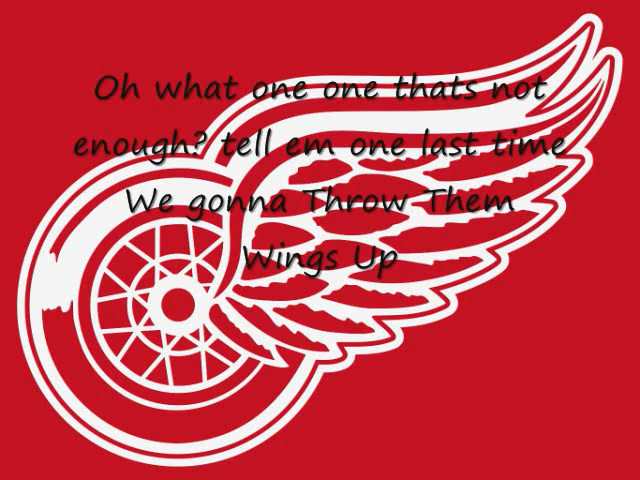 Oh what one one thats not
enough? tell em one last time
We gonna Throw Them
Wings Up